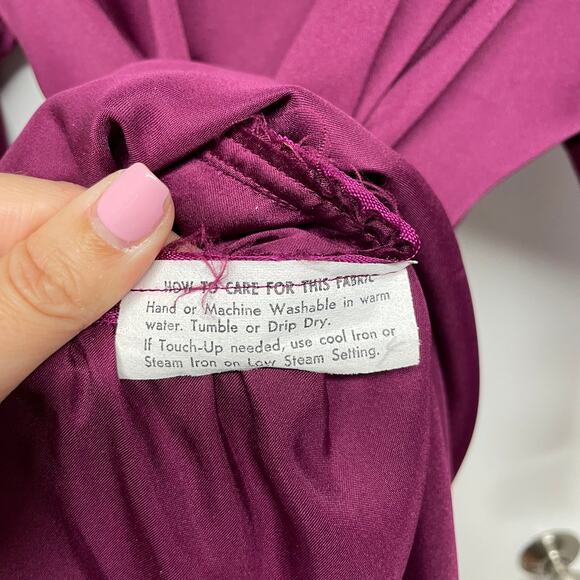 HOW TO CARE FOR THIS FABRIC
Hand or Machine Washable in warm
water. Tumble or Drip Dry.
If Touch-Up needed, use cool Iron or
Steam Iron on Low Steam Setting.